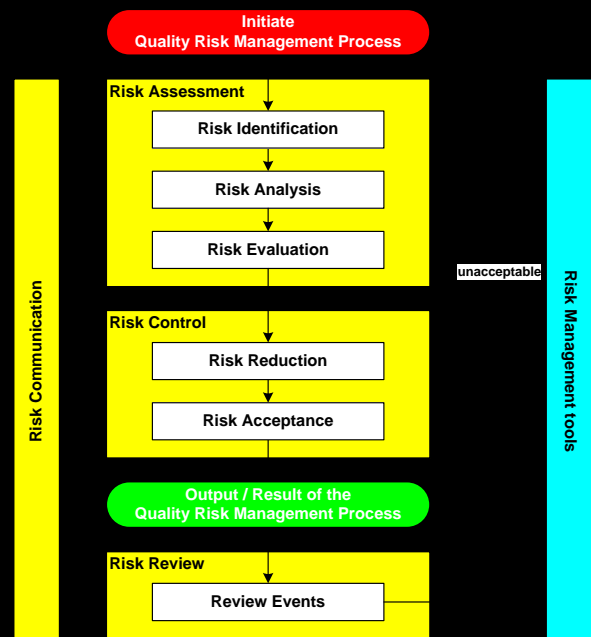 Initiate
Quality Risk Management Process
Risk Assessment
Risk Identification
Risk Analysis
Risk Evaluation
unacceptable
Risk Control
Risk Reduction
Risk Acceptance
Output / Result of the
Quality Risk Management Process
Risk Review
Review Events
Risk Communication
Risk Management tools